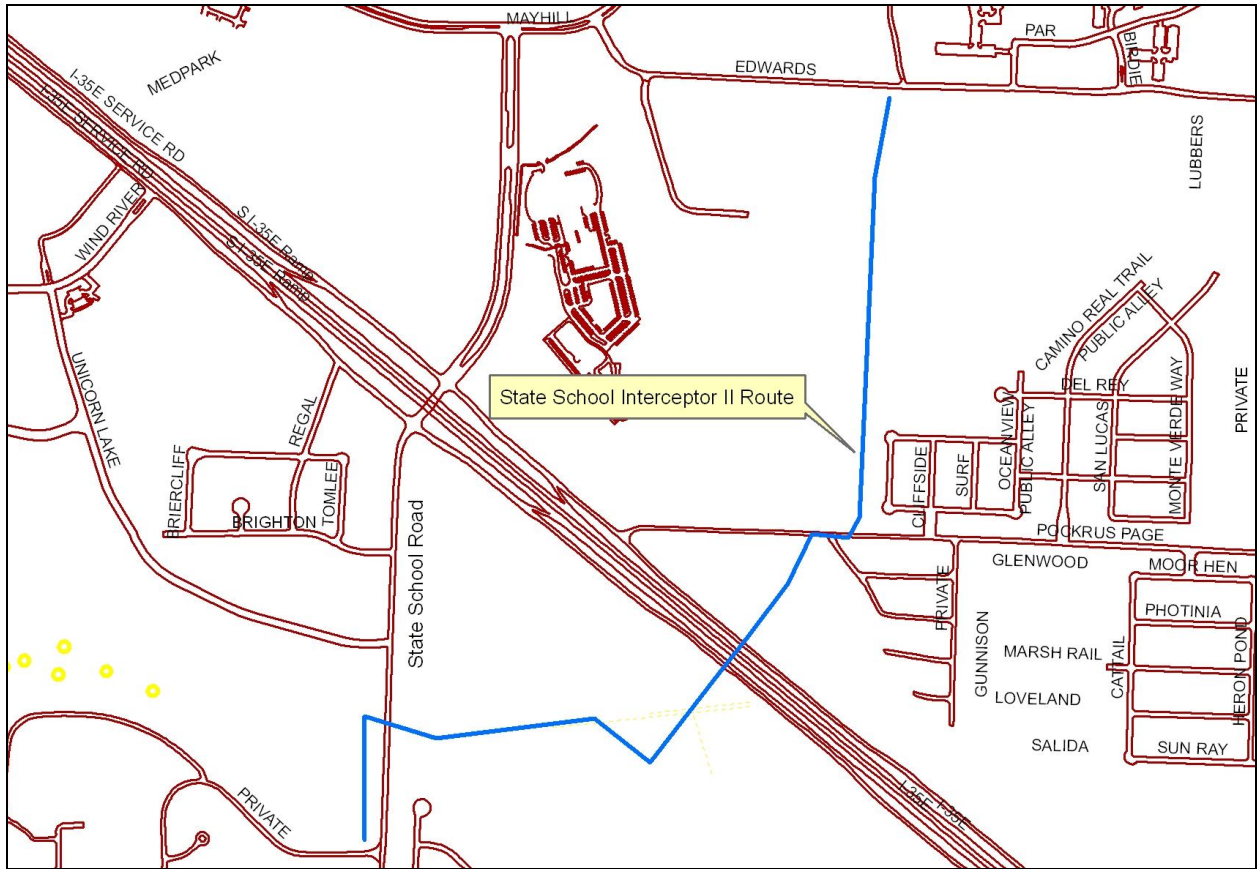 MAYHILL
PAR
BIRDIE
MEDPARK
EDWARDS
I-35E SERVICE RD
I-35E SERVICE RD
LUBBERS
WIND RIVER
S I-35E Ramp
S I-35E Ramp
CAMINO REAL TRAIL
PUBLIC ALLEY
UNICORN LAKE
REGAL
State School Interceptor II Route
DEL REY
OCEANVIEW
PUBLIC ALLEY
SAN LUCAS
MONTE VERDE WAY
PRIVATE
BRIERCLIFF
TOMLEE
BRIGHTON
CLIFFSIDE
SURF
POCKRUS PAGE
State School Road
GLENWOOD
MOOR HEN
PRIVATE
PHOTINIA
GUNNISON
MARSH RAIL
CATTAIL
HERON POND
LOVELAND
SALIDA
SUN RAY
PRIVATE
I-35E
I-35E